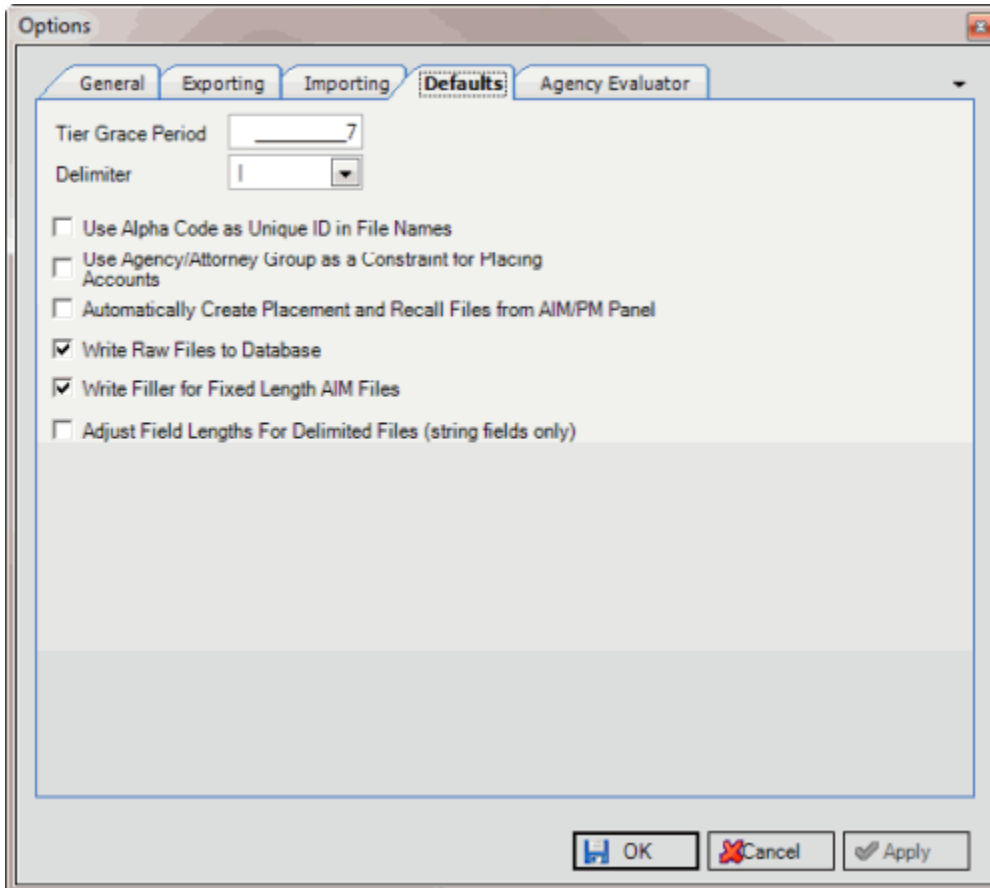 Options
General Exporting Importing Defaults Agency Evaluator
Tier Grace Period _________7
Delimiter |
Use Alpha Code as Unique ID in File Names
Use Agency/Attorney Group as a Constraint for Placing
Accounts
Automatically Create Placement and Recall Files from AIM/PM Panel
Write Raw Files to Database
Write Filler for Fixed Length AIM Files
Adjust Field Lengths For Delimited Files (string fields only)
OK Cancel Apply